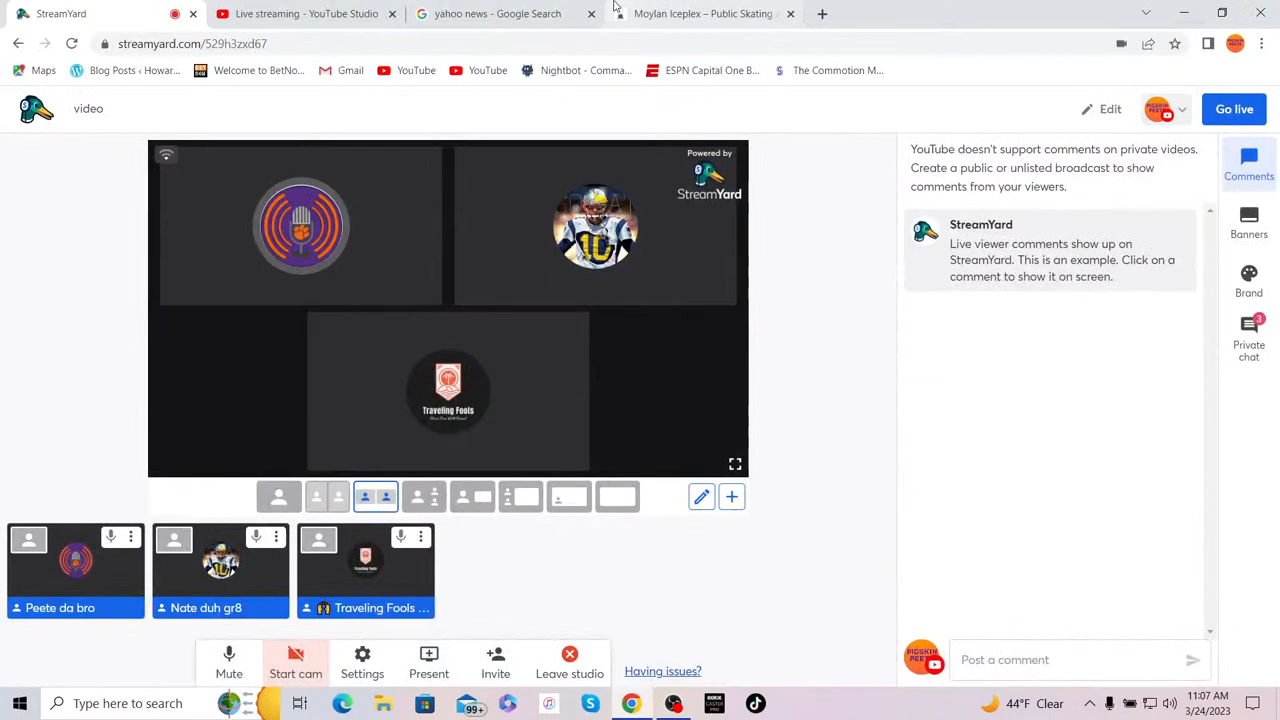 StreamYard
Live streaming - YouTube Studio
yahoo news - Google Search
Moylan Iceplex – Public Skating
streamyard.com/529h3zxd67
Maps
Blog Posts ‹ Howar...
Welcome to BetNo...
Gmail
YouTube
YouTube
Nightbot - Comma...
ESPN Capital One B...
The Commotion M...
video
Edit
Go live
Powered by
StreamYard
10
Traveling Fools
YouTube doesn't support comments on private videos.
Create a public or unlisted broadcast to show
comments from your viewers.
StreamYard
Live viewer comments show up on
StreamYard. This is an example. Click on a
comment to show it on screen.
Comments
Banners
Brand
3
Private
chat
Peete da bro
Nate duh gr8
Traveling Fools ...
Mute
Start cam
Settings
Present
Invite
Leave studio
Having issues?
PIGSKIN
PEETE
Post a comment
Type here to search
99+
44°F Clear
11:07 AM
3/24/2023